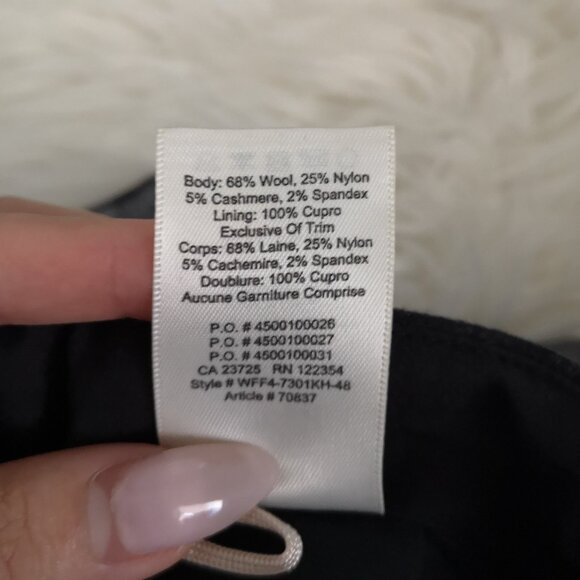 Body: 68% Wool, 25% Nylon
5% Cashmere, 2% Spandex
Lining: 100% Cupro
Exclusive Of Trim
Corps: 68% Laine, 25% Nylon
5% Cachemire, 2% Spandex
Doublure: 100% Cupro
Aucune Garniture Comprise
P.O. # 4500100026
P.O. # 4500100027
P.O. # 4500100031
CA 23725 RN 122354
Style # WFF4-7301KH-48
Article # 70837